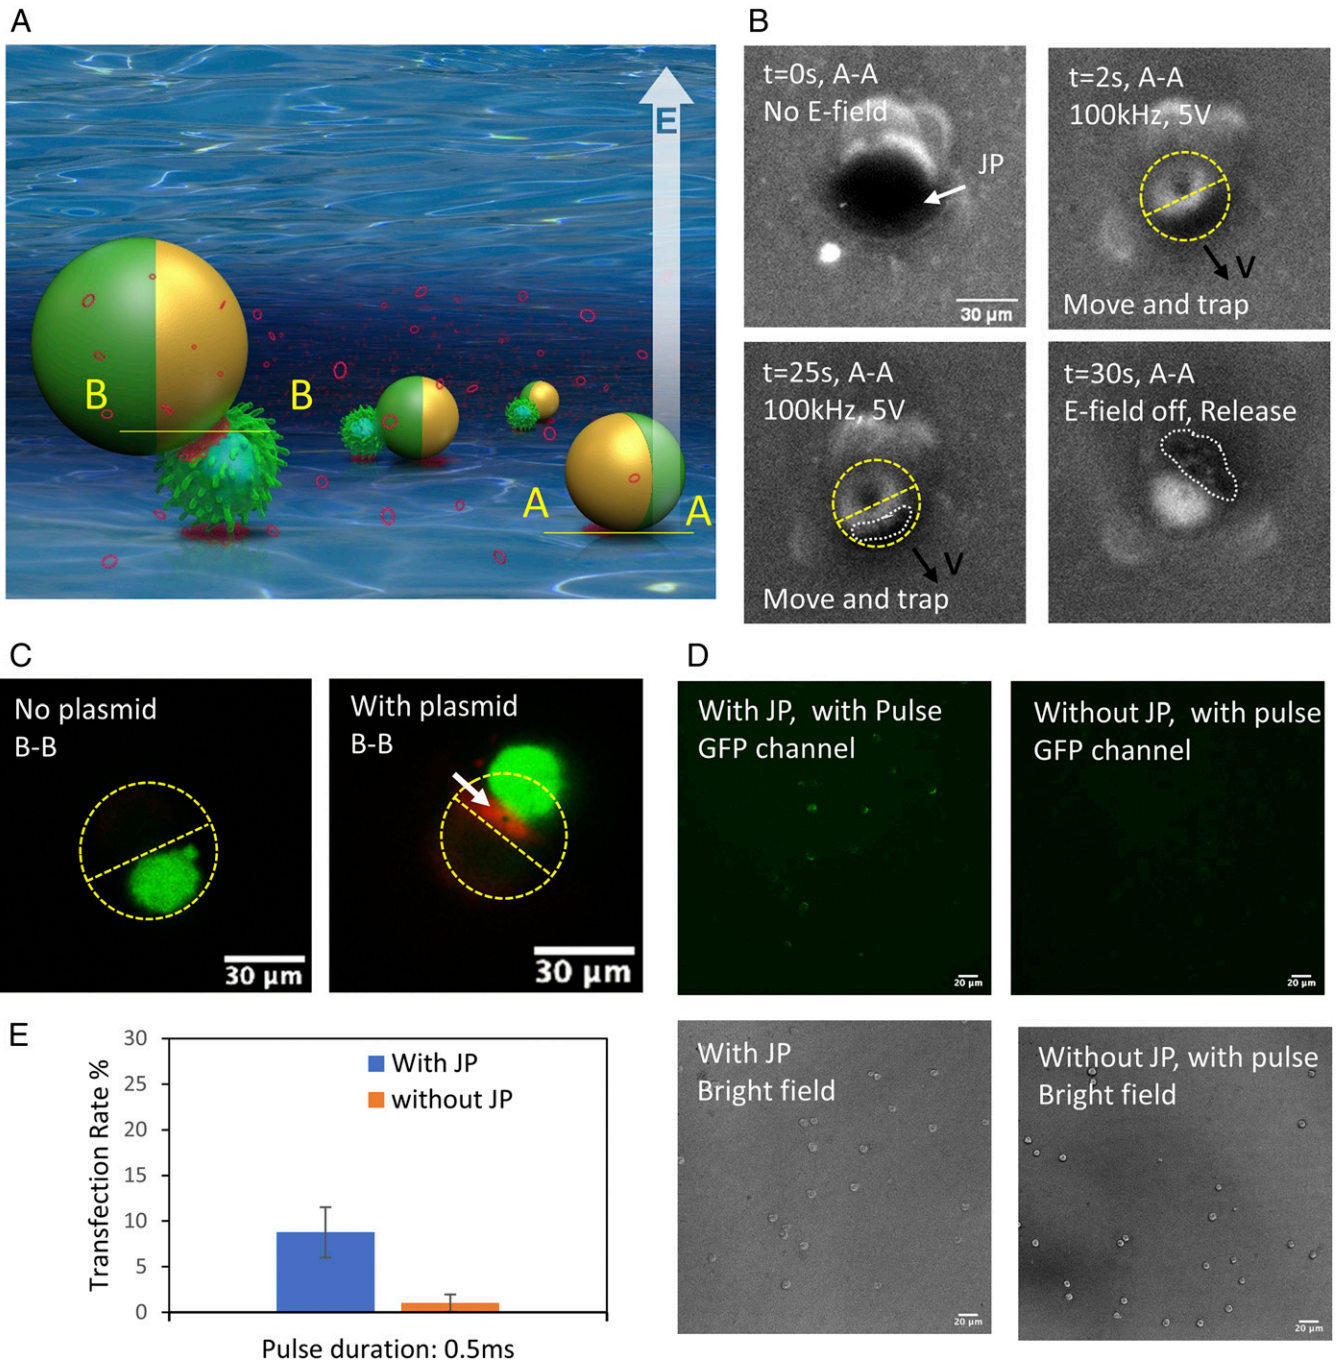 A
E
B
B
A
A
B
t=0s, A-A
No E-field
JP
30 µm
t=2s, A-A
100kHz, 5V
V
Move and trap
t=25s, A-A
100kHz, 5V
V
Move and trap
t=30s, A-A
E-field off, Release
C
No plasmid
B-B
30 µm
With plasmid
B-B
30 µm
D
With JP, with Pulse
GFP channel
20 µm
Without JP, with pulse
GFP channel
20 µm
With JP
Bright field
20 µm
Without JP, with pulse
Bright field
20 µm
E
Transfection Rate %
30
25
20
15
10
5
0
With JP
without JP
Pulse duration: 0.5ms